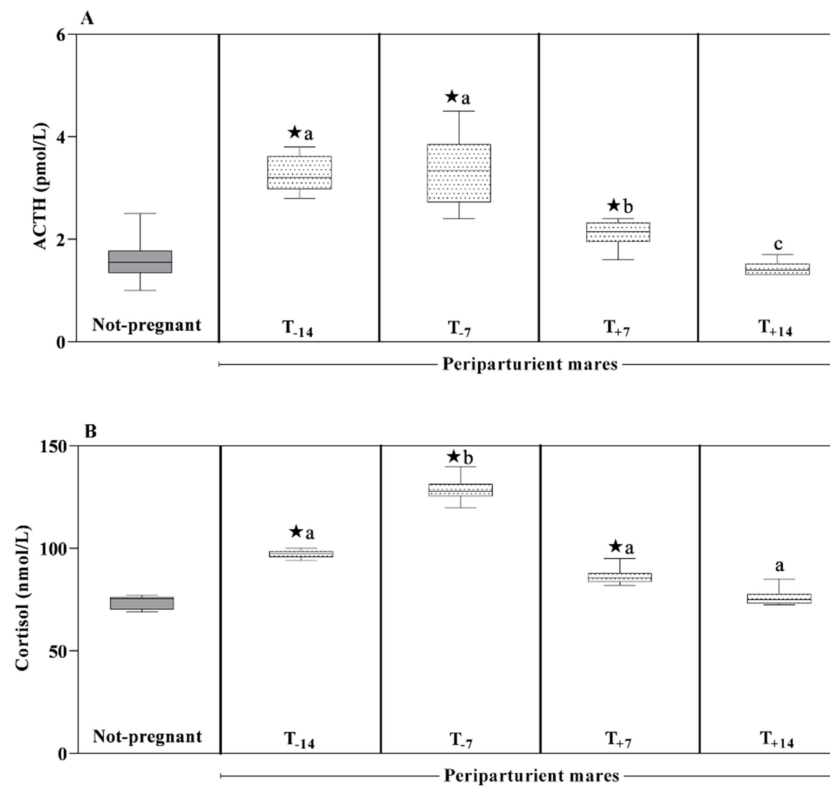 A
6
★a
★a
4
ACTH (pmol/L)
★b
2
c
Not-pregnant T₋₁₄ T₋₇ T₊₇ T₊₁₄
0
Periparturient mares
B
150
★b
★a
★a
100
a
Cortisol (nmol/L)
50
Not-pregnant T₋₁₄ T₋₇ T₊₇ T₊₁₄
0
Periparturient mares